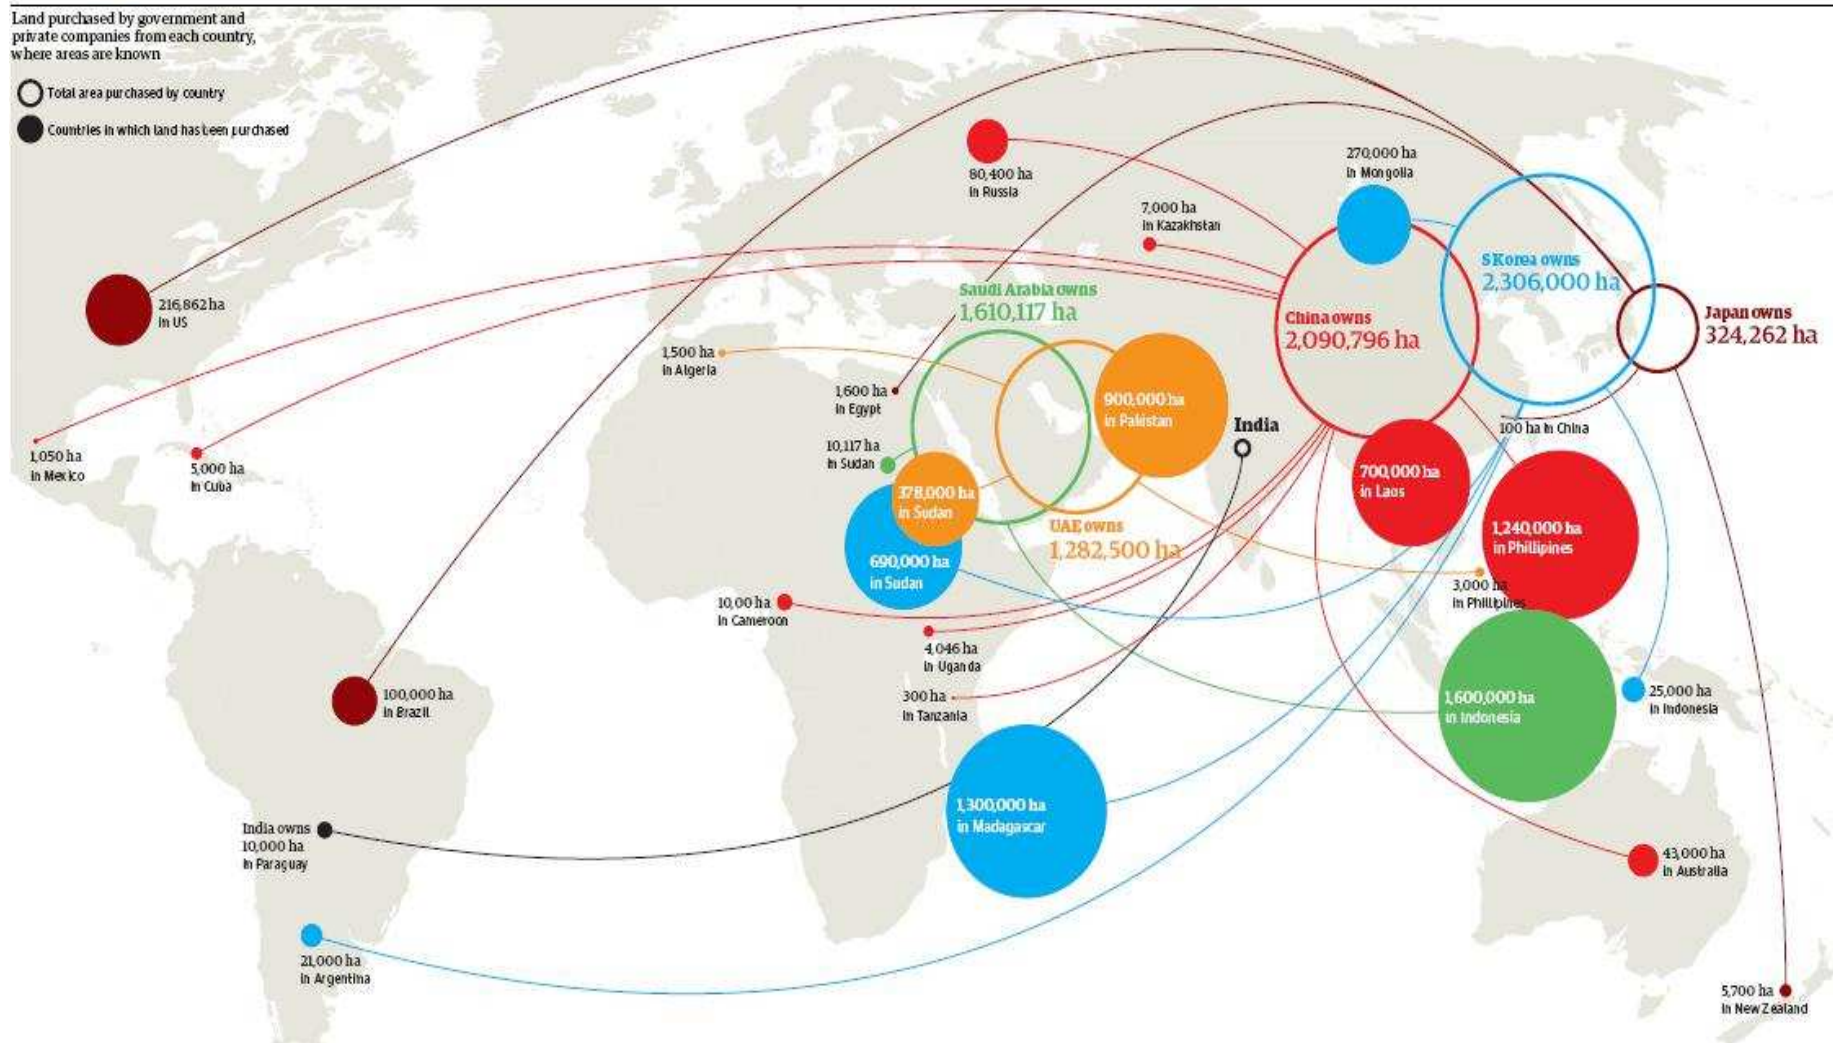 Land purchased by government and
private companies from each country,
where areas are known
Total area purchased by country
Countries in which land has been purchased
80,400 ha
in Russia
270,000 ha
in Mongolia
7,000 ha
in Kazakhstan
S Korea owns
2,306,000 ha
216,862 ha
in US
Saudi Arabia owns
1,610,117 ha
China owns
2,090,796 ha
Japan owns
324,262 ha
1,500 ha
in Algeria
1,600 ha
in Egypt
900,000 ha
in Pakistan
India
100 ha in China
1,050 ha
in Mexico
5,000 ha
in Cuba
10,117 ha
in Sudan
378,000 ha
in Sudan
700,000 ha
in Laos
UAE owns
1,282,500 ha
1,240,000 ha
in Phillipines
690,000 ha
in Sudan
3,000 ha
in Phillipines
10,00 ha
in Cameroon
4,046 ha
in Uganda
300 ha
in Tanzania
100,000 ha
in Brazil
1,600,000 ha
in Indonesia
25,000 ha
in Indonesia
1,300,000 ha
in Madagascar
India owns
10,000 ha
in Paraguay
43,000 ha
in Australia
21,000 ha
in Argentina
5,700 ha
in New Zealand